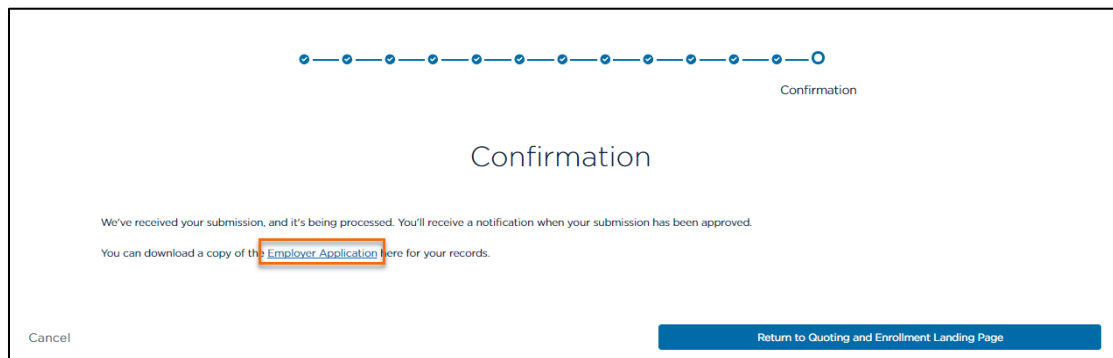 Confirmation
Confirmation
We've received your submission, and it's being processed. You'll receive a notification when your submission has been approved.
You can download a copy of the Employer Application here for your records.
Cancel
Return to Quoting and Enrollment Landing Page